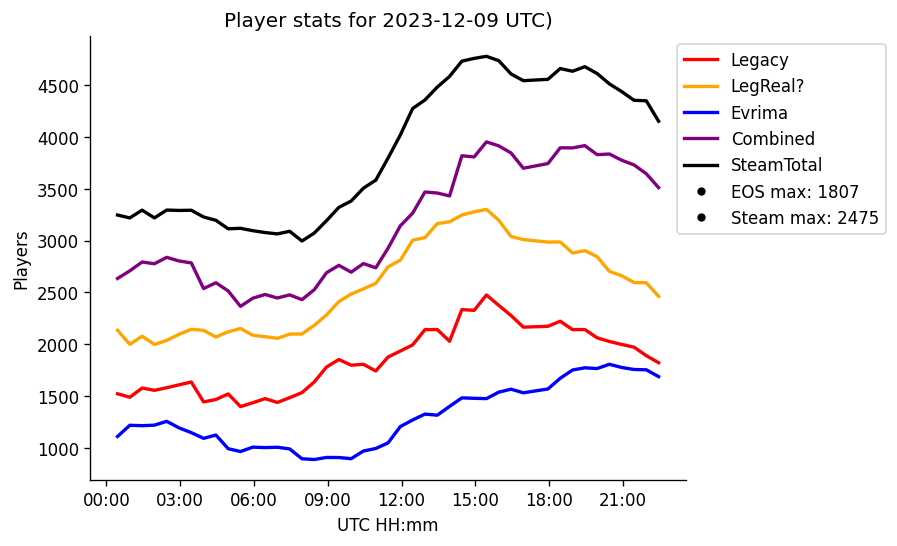 Player stats for 2023-12-09 UTC)
Players
4500
4000
3500
3000
2500
2000
1500
1000
00:00 03:00 06:00 09:00 12:00 15:00 18:00 21:00
UTC HH:mm
Legacy
LegReal?
Evrima
Combined
SteamTotal
EOS max: 1807
Steam max: 2475